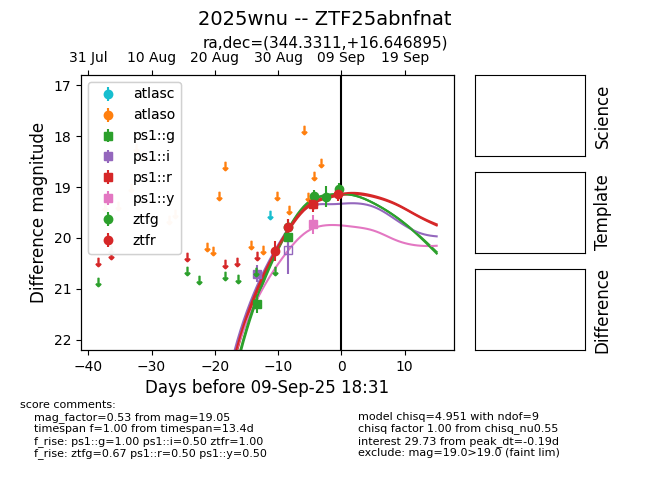 2025wnu -- ZTF25abnfnat
ra,dec=(344.3311,+16.646895)
31 Jul 10 Aug 20 Aug 30 Aug 09 Sep 19 Sep
17
18
19
20
21
22
Difference magnitude
atlasc
atlaso
ps1::g
ps1::i
ps1::r
ps1::y
ztfg
ztfr
−40 −30 −20 −10 0 10
Days before 09-Sep-25 18:31
Science
Template
Difference
score comments:
mag_factor=0.53 from mag=19.05
timespan f=1.00 from timespan=13.4d
f_rise: ps1::g=1.00 ps1::i=0.50 ztfr=1.00
f_rise: ztfg=0.67 ps1::r=0.50 ps1::y=0.50
model chisq=4.951 with ndof=9
chisq factor 1.00 from chisq_nu0.55
interest 29.73 from peak_dt=-0.19d
exclude: mag=19.0>19.0 (faint lim)